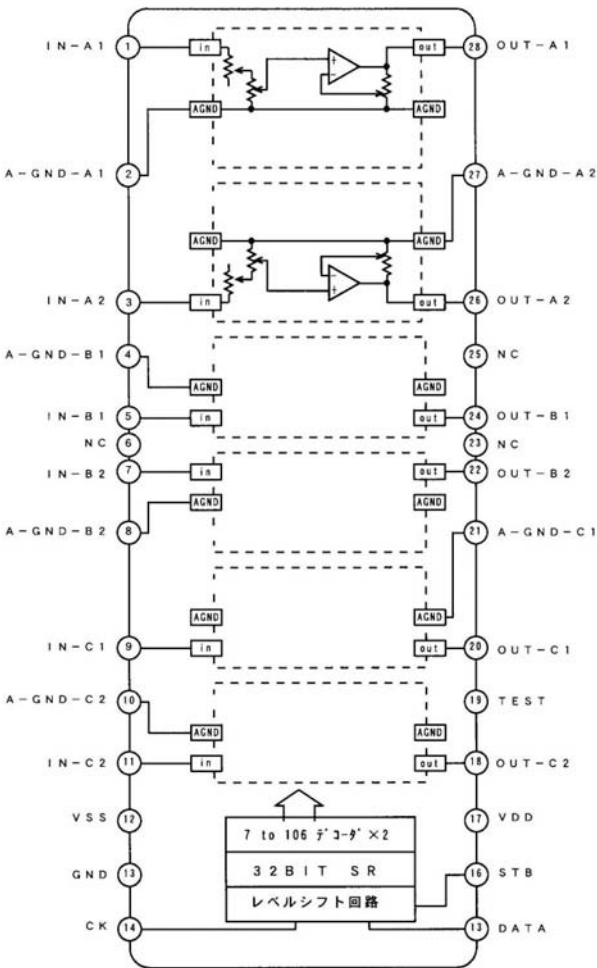 IN-A1 1 in out 28 OUT-A1
AGND AGND
A-GND-A1 2 27 A-GND-A2
AGND AGND
IN-A2 3 in out 26 OUT-A2
A-GND-B1 4 25 NC
AGND AGND
IN-B1 5 in out 24 OUT-B1
NC 6 23 NC
IN-B2 7 in out 22 OUT-B2
AGND AGND
A-GND-B2 8 21 A-GND-C1
AGND AGND
IN-C1 9 in out 20 OUT-C1
A-GND-C2 10 19 TEST
AGND AGND
IN-C2 11 in out 18 OUT-C2
VSS 12 17 VDD
7 to 106 デコーダ×2
32BIT SR
GND 13 16 STB
レベルシフト回路
CK 14 13 DATA